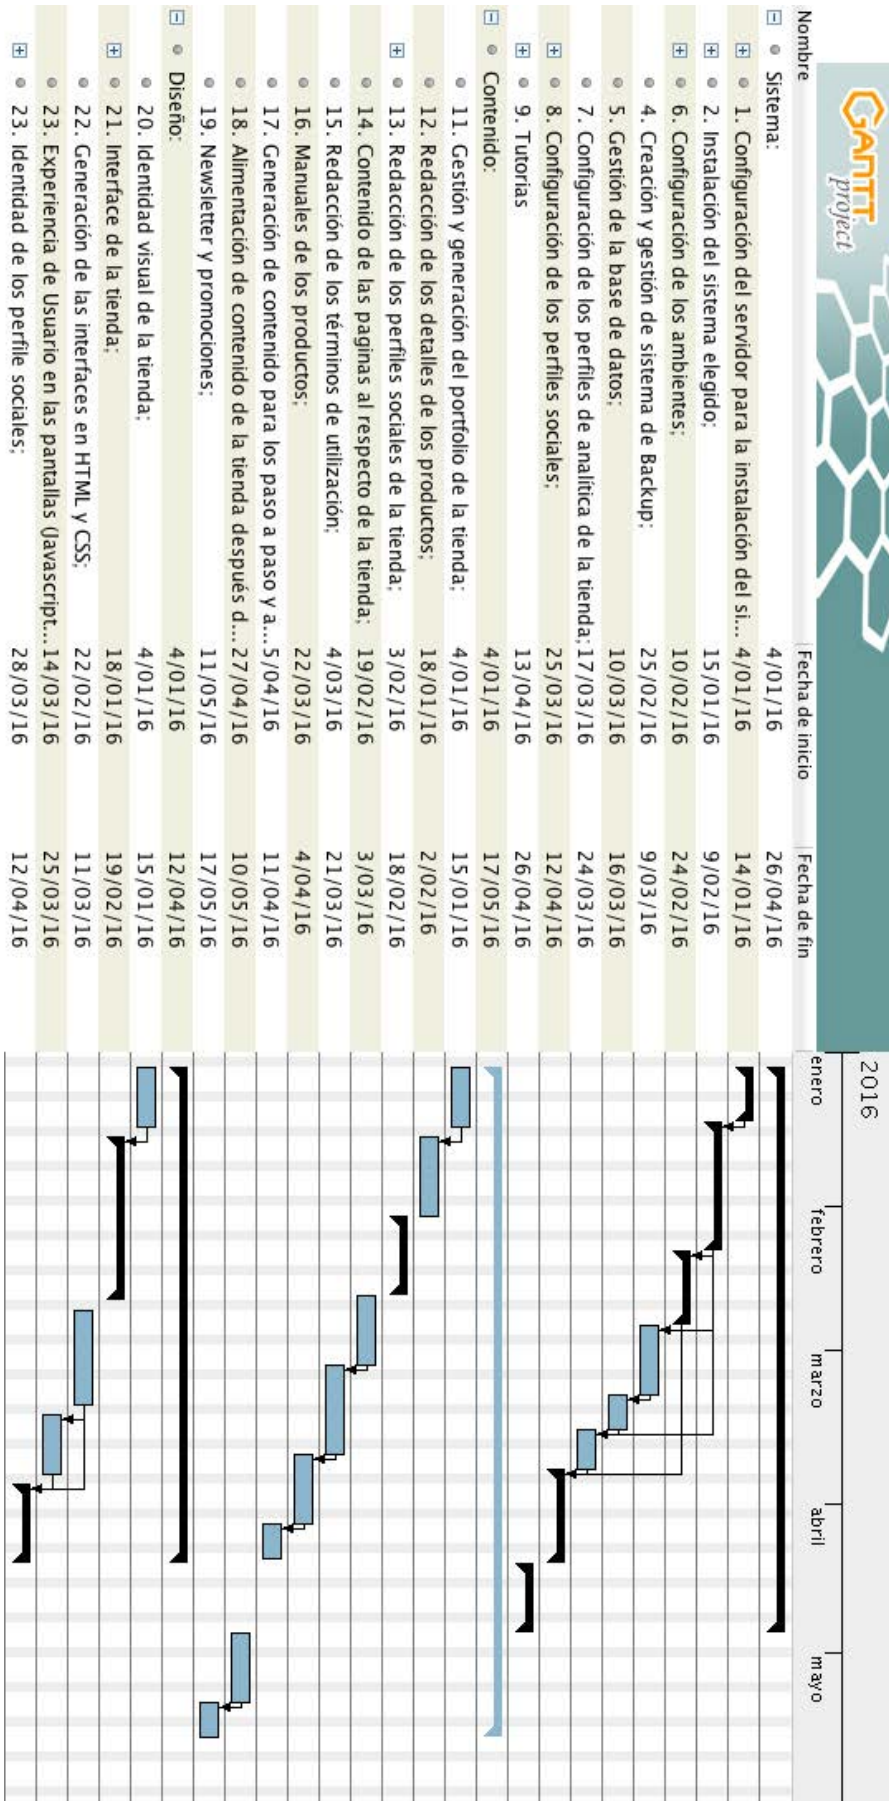 GANTT
project
2016
Nombre Fecha de inicio Fecha de fin enero febrero marzo abril mayo
Sistema: 4/01/16 26/04/16
1. Configuración del servidor para la instalación del si... 4/01/16 14/01/16
2. Instalación del sistema elegido; 15/01/16 9/02/16
6. Configuración de los ambientes; 10/02/16 24/02/16
4. Creación y gestión de sistema de Backup; 25/02/16 9/03/16
5. Gestión de la base de datos; 10/03/16 16/03/16
7. Configuración de los perfiles de analítica de la tienda; 17/03/16 24/03/16
8. Configuración de los perfiles sociales; 25/03/16 12/04/16
9. Tutorias 13/04/16 26/04/16
Contenido: 4/01/16 17/05/16
11. Gestión y generación del portfolio de la tienda; 4/01/16 15/01/16
12. Redacción de los detalles de los productos; 18/01/16 2/02/16
13. Redacción de los perfiles sociales de la tienda; 3/02/16 18/02/16
14. Contenido de las paginas al respecto de la tienda; 19/02/16 3/03/16
15. Redacción de los términos de utilización; 4/03/16 21/03/16
16. Manuales de los productos; 22/03/16 4/04/16
17. Generación de contenido para los paso a paso y a... 5/04/16 11/04/16
18. Alimentación de contenido de la tienda después d... 27/04/16 10/05/16
19. Newsletter y promociones; 11/05/16 17/05/16
Diseño: 4/01/16 12/04/16
20. Identidad visual de la tienda; 4/01/16 15/01/16
21. Interface de la tienda; 18/01/16 19/02/16
22. Generación de las interfaces en HTML y CSS; 22/02/16 11/03/16
23. Experiencia de Usuario en las pantallas (Javascript... 14/03/16 25/03/16
23. Identidad de los perfile sociales; 28/03/16 12/04/16